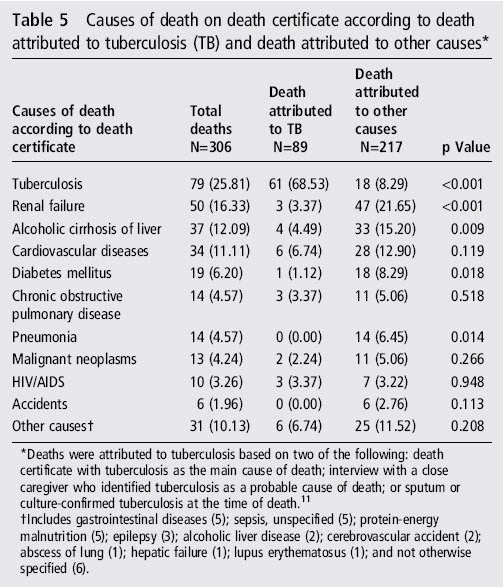 Table 5 Causes of death on death certificate according to death
attributed to tuberculosis (TB) and death attributed to other causes*
Causes of death
according to death
certificate
Total
deaths
N=306
Death
attributed
to TB
N=89
Death
attributed
to other
causes
N=217
p Value
Tuberculosis 79 (25.81) 61 (68.53) 18 (8.29) <0.001
Renal failure 50 (16.33) 3 (3.37) 47 (21.65) <0.001
Alcoholic cirrhosis of liver 37 (12.09) 4 (4.49) 33 (15.20) 0.009
Cardiovascular diseases 34 (11.11) 6 (6.74) 28 (12.90) 0.119
Diabetes mellitus 19 (6.20) 1 (1.12) 18 (8.29) 0.018
Chronic obstructive 14 (4.57) 3 (3.37) 11 (5.06) 0.518
pulmonary disease
Pneumonia 14 (4.57) 0 (0.00) 14 (6.45) 0.014
Malignant neoplasms 13 (4.24) 2 (2.24) 11 (5.06) 0.266
HIV/AIDS 10 (3.26) 3 (3.37) 7 (3.22) 0.948
Accidents 6 (1.96) 0 (0.00) 6 (2.76) 0.113
Other causes† 31 (10.13) 6 (6.74) 25 (11.52) 0.208
*Deaths were attributed to tuberculosis based on two of the following: death
certificate with tuberculosis as the main cause of death; interview with a close
caregiver who identified tuberculosis as a probable cause of death; or sputum or
culture-confirmed tuberculosis at the time of death.11
†Includes gastrointestinal diseases (5); sepsis, unspecified (5); protein-energy
malnutrition (5); epilepsy (3); alcoholic liver disease (2); cerebrovascular accident (2);
abscess of lung (1); hepatic failure (1); lupus erythematosus (1); and not otherwise
specified (6).